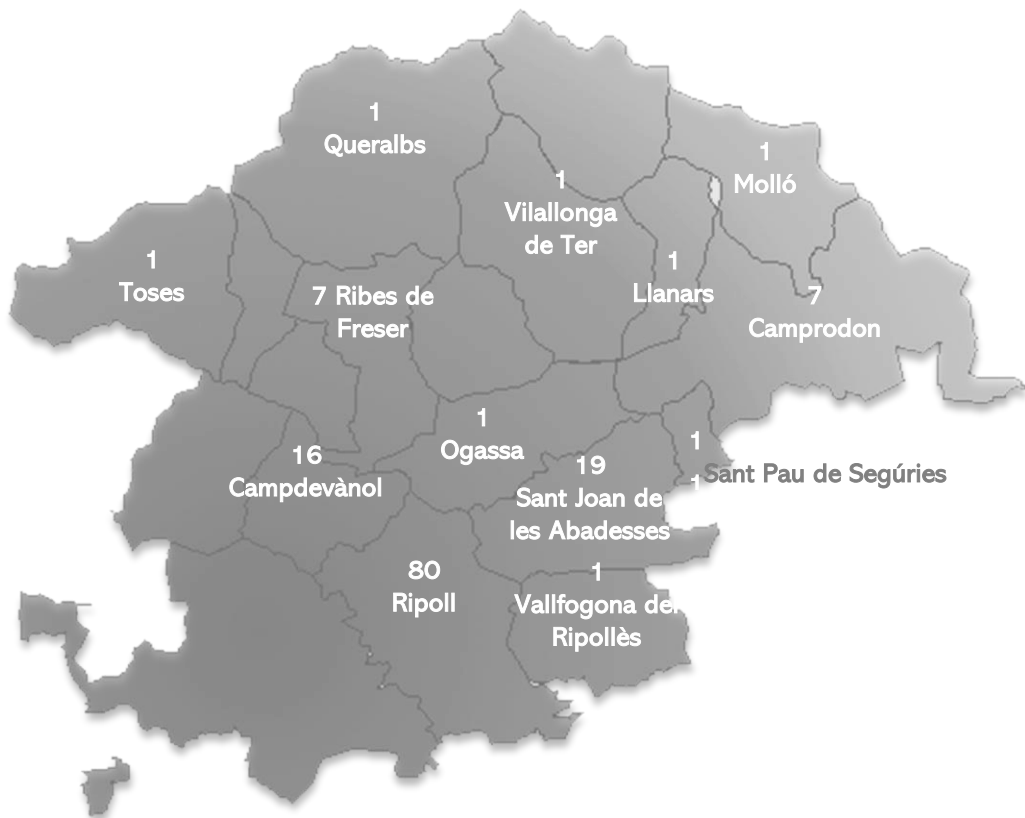 1
Queralbs
1
Vilallonga
de Ter
1
Molló
1
Toses
7 Ribes de
Freser
1
Llanars
7
Camprodon
1
Ogassa
16
Campdevànol
19
Sant Joan de
les Abadesses
1
1
Sant Pau de Segúries
80
Ripoll
1
Vallfogona del
Ripollès